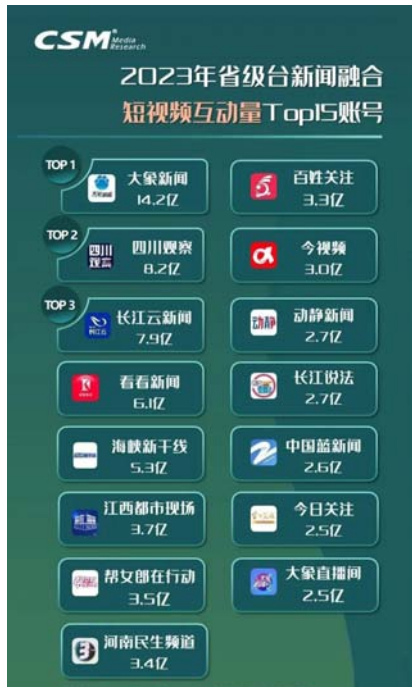 CSM Media Research
2023年省级台新闻融合
短视频互动量Top15账号
TOP 1
大象新闻
14.2亿
TOP 2
四川观察
四川观察
8.2亿
TOP 3
长江云新闻
7.9亿
看看新闻
6.1亿
海峡新干线
5.3亿
江西都市现场
3.7亿
帮女郎在行动
3.5亿
河南民生频道
3.4亿
百姓关注
3.3亿
今视频
3.0亿
动静
动静新闻
2.7亿
长江说法
2.7亿
中国蓝新闻
2.6亿
今日关注
2.5亿
大象直播间
2.5亿